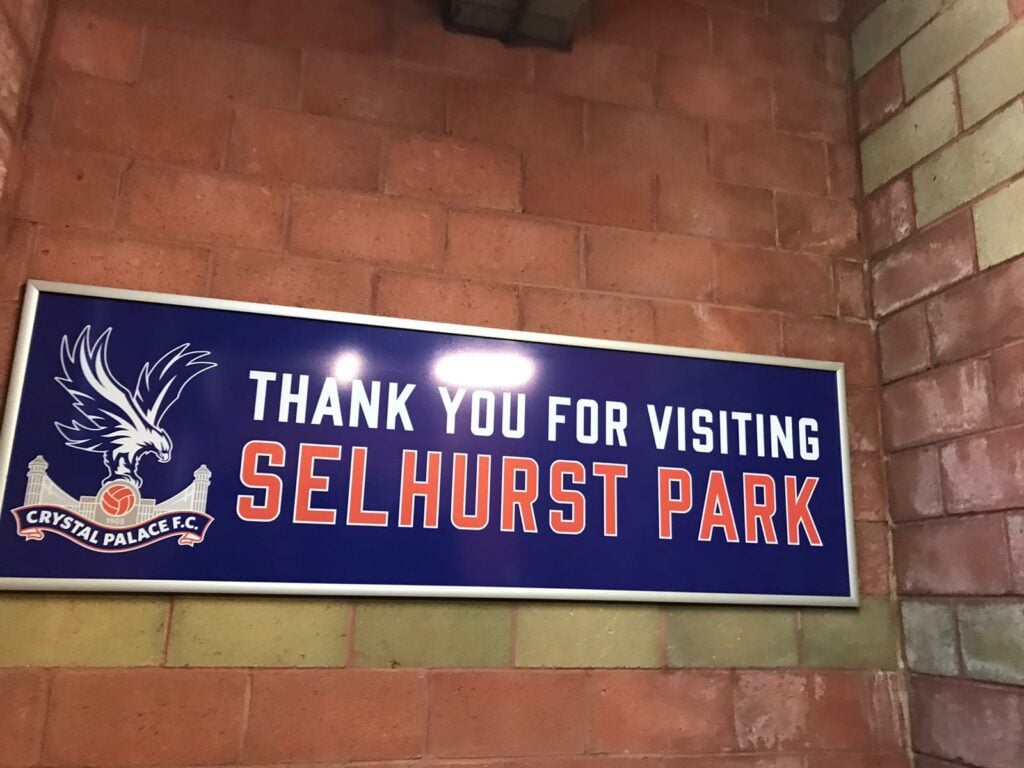 THANK YOU FOR VISITING
SELHURST PARK
1905
CRYSTAL PALACE F.C.